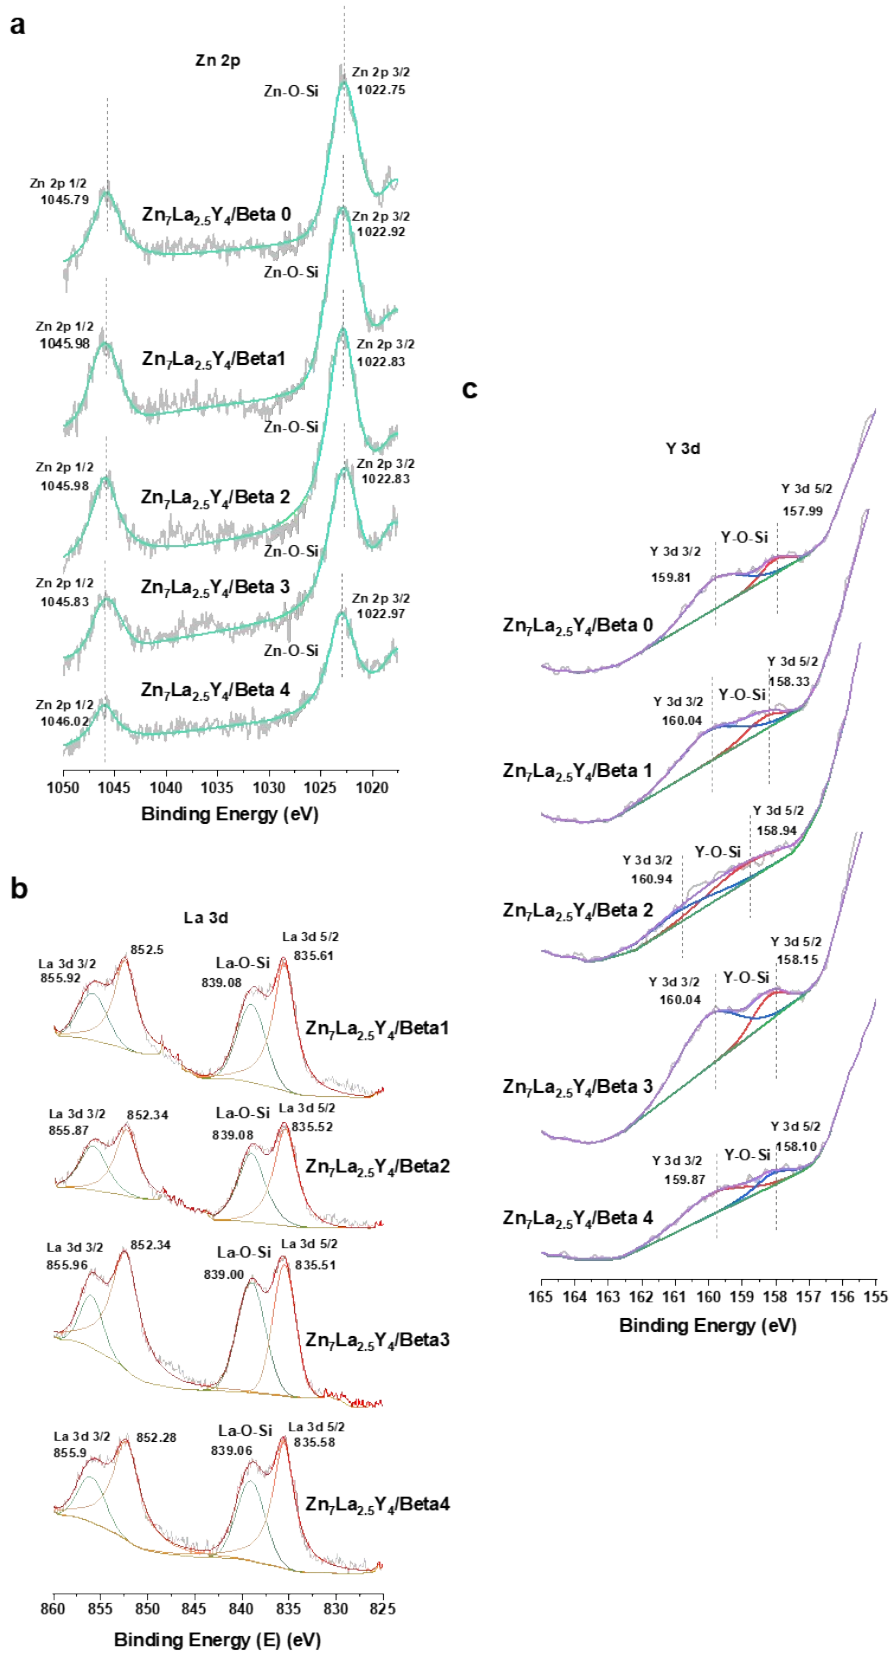 a
Zn 2p
Zn-O-Si
Zn 2p 3/2
1022.75
Zn 2p 1/2
1045.79
Zn₇La₂.₅Y₄/Beta 0
Zn 2p 3/2
1022.92
Zn-O-Si
Zn 2p 1/2
1045.98
Zn₇La₂.₅Y₄/Beta1
Zn 2p 3/2
1022.83
Zn-O-Si
Zn 2p 1/2
1045.98
Zn₇La₂.₅Y₄/Beta 2
Zn 2p 3/2
1022.83
Zn-O-Si
Zn 2p 1/2
1045.83
Zn₇La₂.₅Y₄/Beta 3
Zn 2p 3/2
1022.97
Zn-O-Si
Zn 2p 1/2
1046.02
Zn₇La₂.₅Y₄/Beta 4
1050 1045 1040 1035 1030 1025 1020
Binding Energy (eV)
b
La 3d
La 3d 3/2
855.92
852.5
La-O-Si
839.08
La 3d 5/2
835.61
Zn₇La₂.₅Y₄/Beta1
La 3d 3/2
855.87
852.34
La-O-Si
839.08
La 3d 5/2
835.52
Zn₇La₂.₅Y₄/Beta2
La 3d 3/2
855.96
852.34
La-O-Si
839.00
La 3d 5/2
835.51
Zn₇La₂.₅Y₄/Beta3
La 3d 3/2
855.9
852.28
La-O-Si
839.06
La 3d 5/2
835.58
Zn₇La₂.₅Y₄/Beta4
860 855 850 845 840 835 830 825
Binding Energy (E) (eV)
c
Y 3d
Y 3d 5/2
157.99
Y-O-Si
Y 3d 3/2
159.81
Zn₇La₂.₅Y₄/Beta 0
Y 3d 5/2
158.33
Y-O-Si
Y 3d 3/2
160.04
Zn₇La₂.₅Y₄/Beta 1
Y 3d 5/2
158.94
Y-O-Si
Y 3d 3/2
160.94
Zn₇La₂.₅Y₄/Beta 2
Y 3d 5/2
158.15
Y-O-Si
Y 3d 3/2
160.04
Zn₇La₂.₅Y₄/Beta 3
Y 3d 5/2
158.10
Y-O-Si
Y 3d 3/2
159.87
Zn₇La₂.₅Y₄/Beta 4
165 164 163 162 161 160 159 158 157 156 155
Binding Energy (eV)